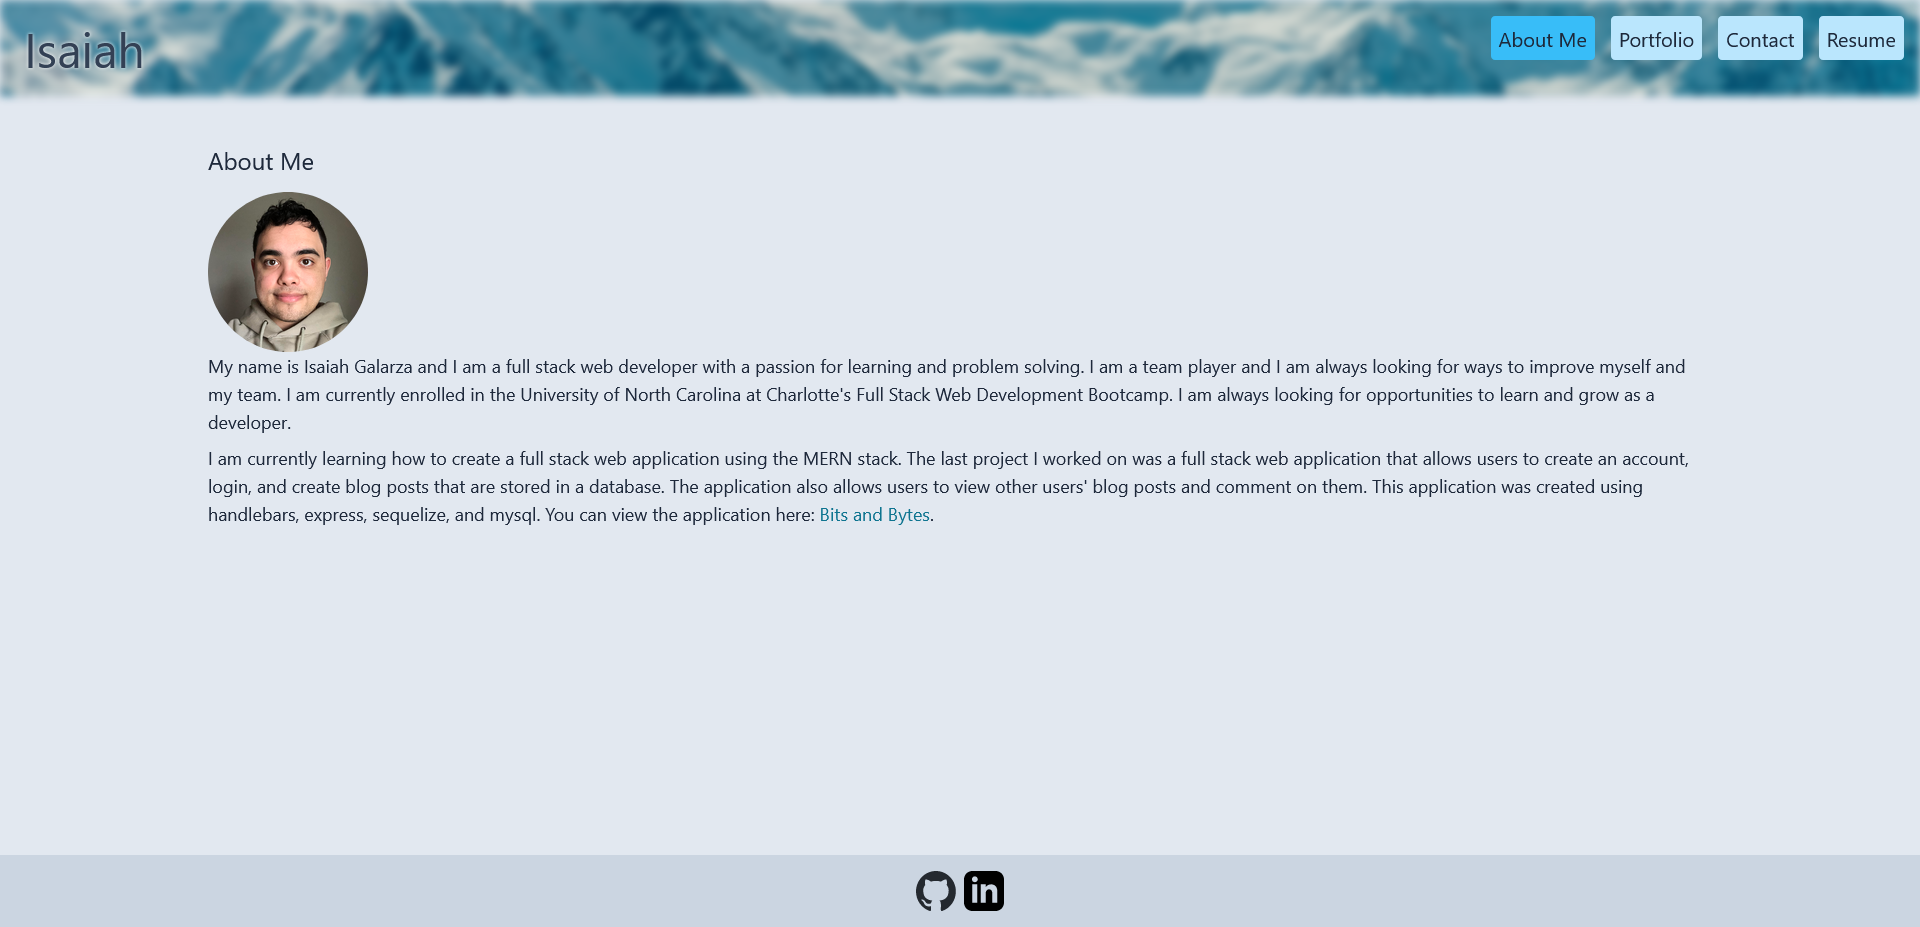 Isaiah
About Me
Portfolio
Contact
Resume
About Me
My name is Isaiah Galarza and I am a full stack web developer with a passion for learning and problem solving. I am a team player and I am always looking for ways to improve myself and
my team. I am currently enrolled in the University of North Carolina at Charlotte's Full Stack Web Development Bootcamp. I am always looking for opportunities to learn and grow as a
developer.
I am currently learning how to create a full stack web application using the MERN stack. The last project I worked on was a full stack web application that allows users to create an account,
login, and create blog posts that are stored in a database. The application also allows users to view other users' blog posts and comment on them. This application was created using
handlebars, express, sequelize, and mysql. You can view the application here: Bits and Bytes.
in